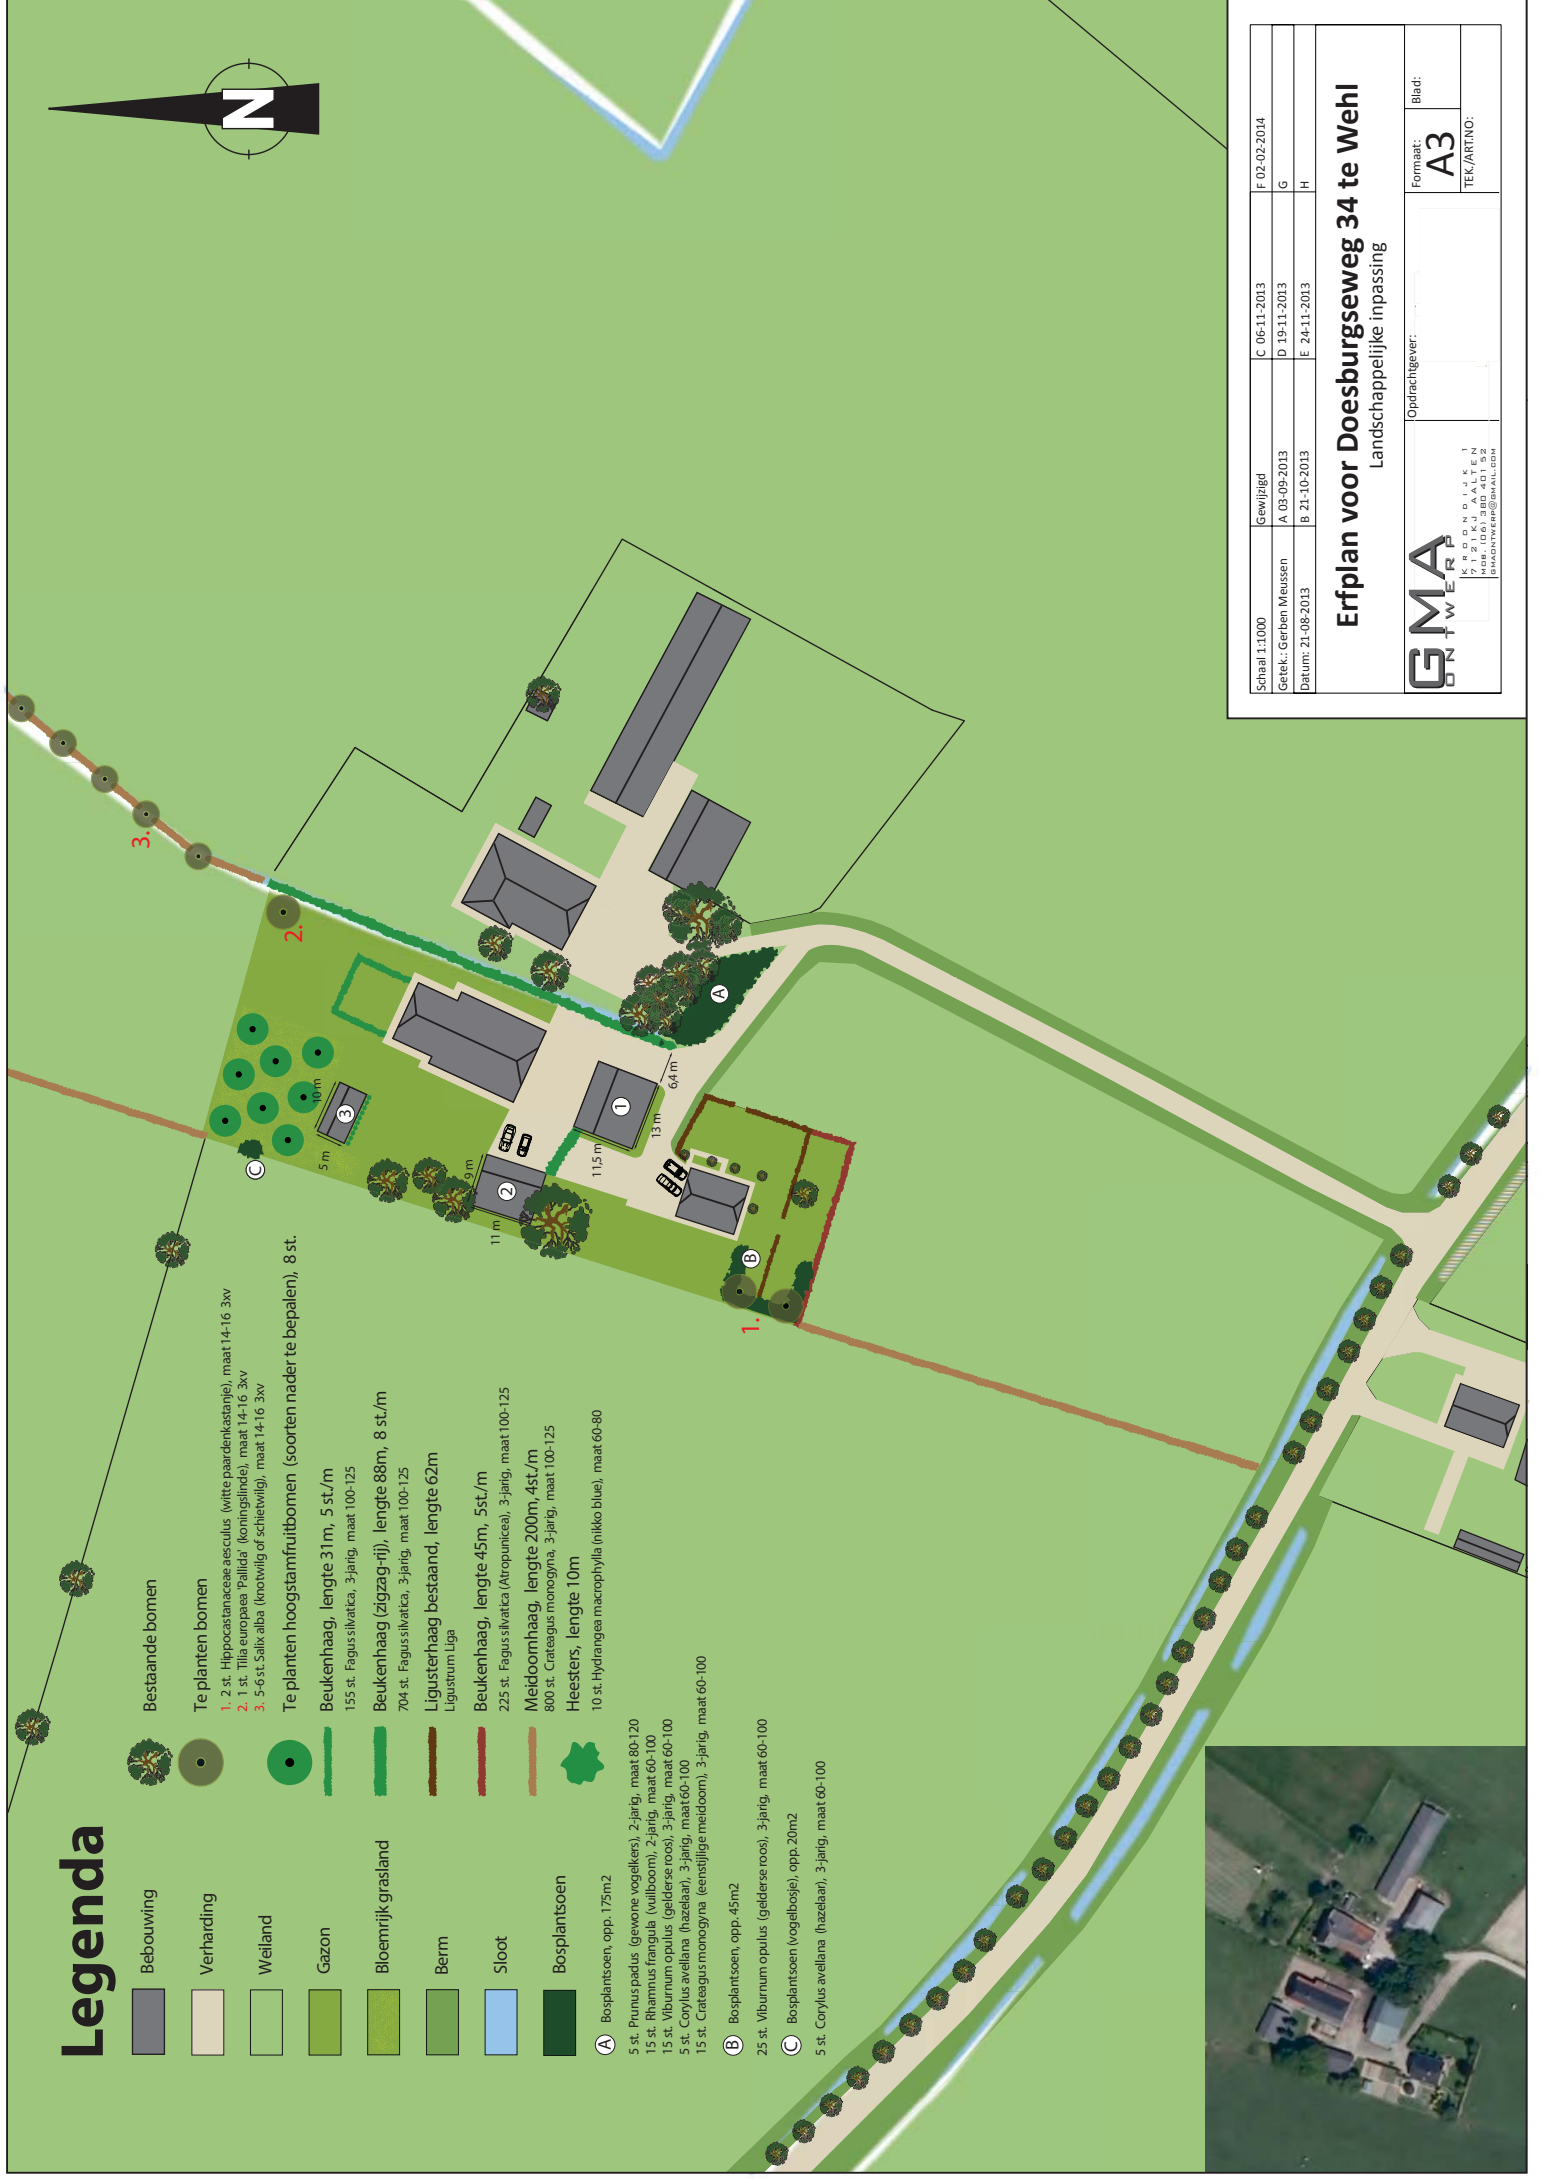 Legenda
Bebouwing
Verharding
Weiland
Gazon
Bloemrijk grasland
Berm
Sloot
Bosplantsoen
A Bosplantsoen, opp. 175m2
5 st. Prunus padus (gewone vogelkers), 2-jarig, maat 80-120
15 st. Rhamnus frangula (vuilboom), 2-jarig, maat 60-100
15 st. Viburnum opulus (gelderse roos), 3-jarig, maat 60-100
5 st. Corylus avellana (hazelaar), 3-jarig, maat 60-100
15 st. Crateagus monogyna (eenstijlige meidoorn), 3-jarig, maat 60-100
B Bosplantsoen, opp. 45m2
25 st. Viburnum opulus (gelderse roos), 3-jarig, maat 60-100
C Bosplantsoen (vogelbosje), opp. 20m2
5 st. Corylus avellana (hazelaar), 3-jarig, maat 60-100
Bestaande bomen
Te planten bomen
1. 2 st. Hippocastanaceae aesculus (witte paardenkastanje), maat 14-16 3xv
2. 1 st. Tilia europaea 'Pallida' (koningslinde), maat 14-16 3xv
3. 5-6 st. Salix alba (knotwilg of schietwilg), maat 14-16 3xv
Te planten hoogstamfruitbomen (soorten nader te bepalen), 8 st.
Beukenhaag, lengte 31m, 5 st./m
155 st. Fagus silvatica, 3-jarig, maat 100-125
Beukenhaag (zigzag-rij), lengte 88m, 8 st./m
704 st. Fagus silvatica, 3-jarig, maat 100-125
Ligusterhaag bestaand, lengte 62m
Ligustrum Liga
Beukenhaag, lengte 45m, 5st./m
225 st. Fagus silvatica (Atropunicea), 3-jarig, maat 100-125
Meidoornhaag, lengte 200m, 4st./m
800 st. Crateagus monogyna, 3-jarig, maat 100-125
Heesters, lengte 10m
10 st. Hydrangea macrophylla (nikko blue), maat 60-80
N
3.
2.
1.
C
3
10 m
5 m
2
9 m
11 m
1
11,5 m
13 m
6,4 m
A
B
Schaal 1:1000
Gewijzigd
C 06-11-2013
F 02-02-2014
Getek.: Gerben Meussen
A 03-09-2013
D 19-11-2013
G
Datum: 21-08-2013
B 21-10-2013
E 24-11-2013
H
Erfplan voor Doesburgseweg 34 te Wehl
Landschappelijke inpassing
GMA
ONTWERP
KROONDIJK 1
7121KJ AALTEN
MOB. (06) 380 401 52
GMAONTWERP@GMAIL.COM
Opdrachtgever:
Formaat:
A3
Blad:
TEK./ART.NO: